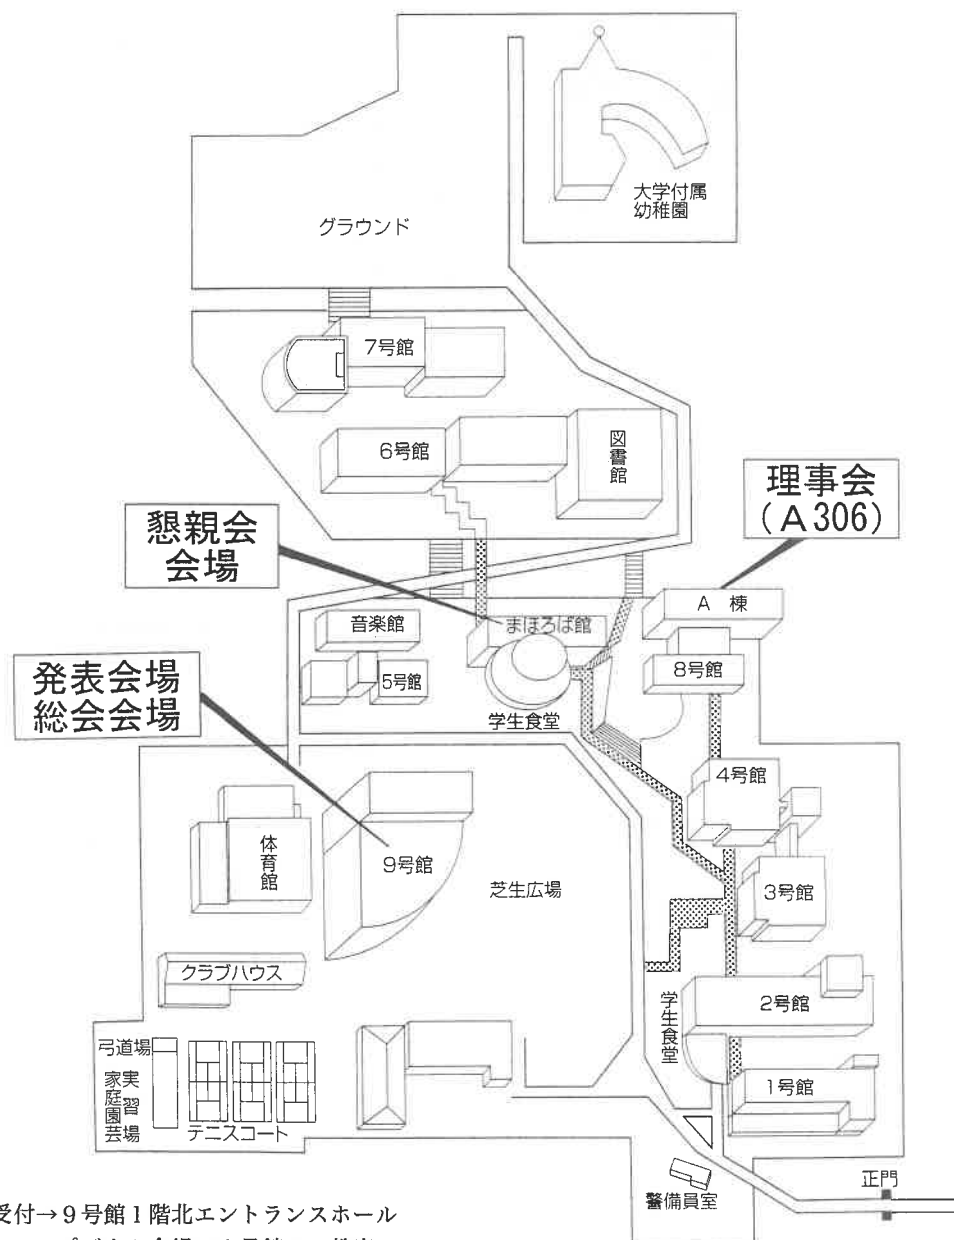 大学付属
幼稚園
グラウンド
7号館
6号館
図書館
理事会
(A306)
懇親会
会場
A 棟
音楽館
まほろば館
8号館
5号館
発表会場
総会会場
学生食堂
4号館
体育館
9号館
芝生広場
3号館
クラブハウス
学生食堂
2号館
弓道場
家庭園芸
実習場
テニスコート
1号館
警備員室
正門
受付→9号館1階北エントランスホール